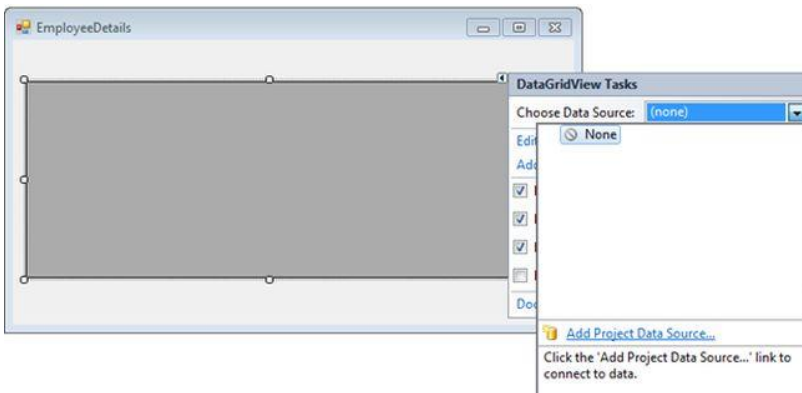 EmployeeDetails
DataGridView Tasks
Choose Data Source: (none)
None
Add Project Data Source...
Click the 'Add Project Data Source...' link to
connect to data.